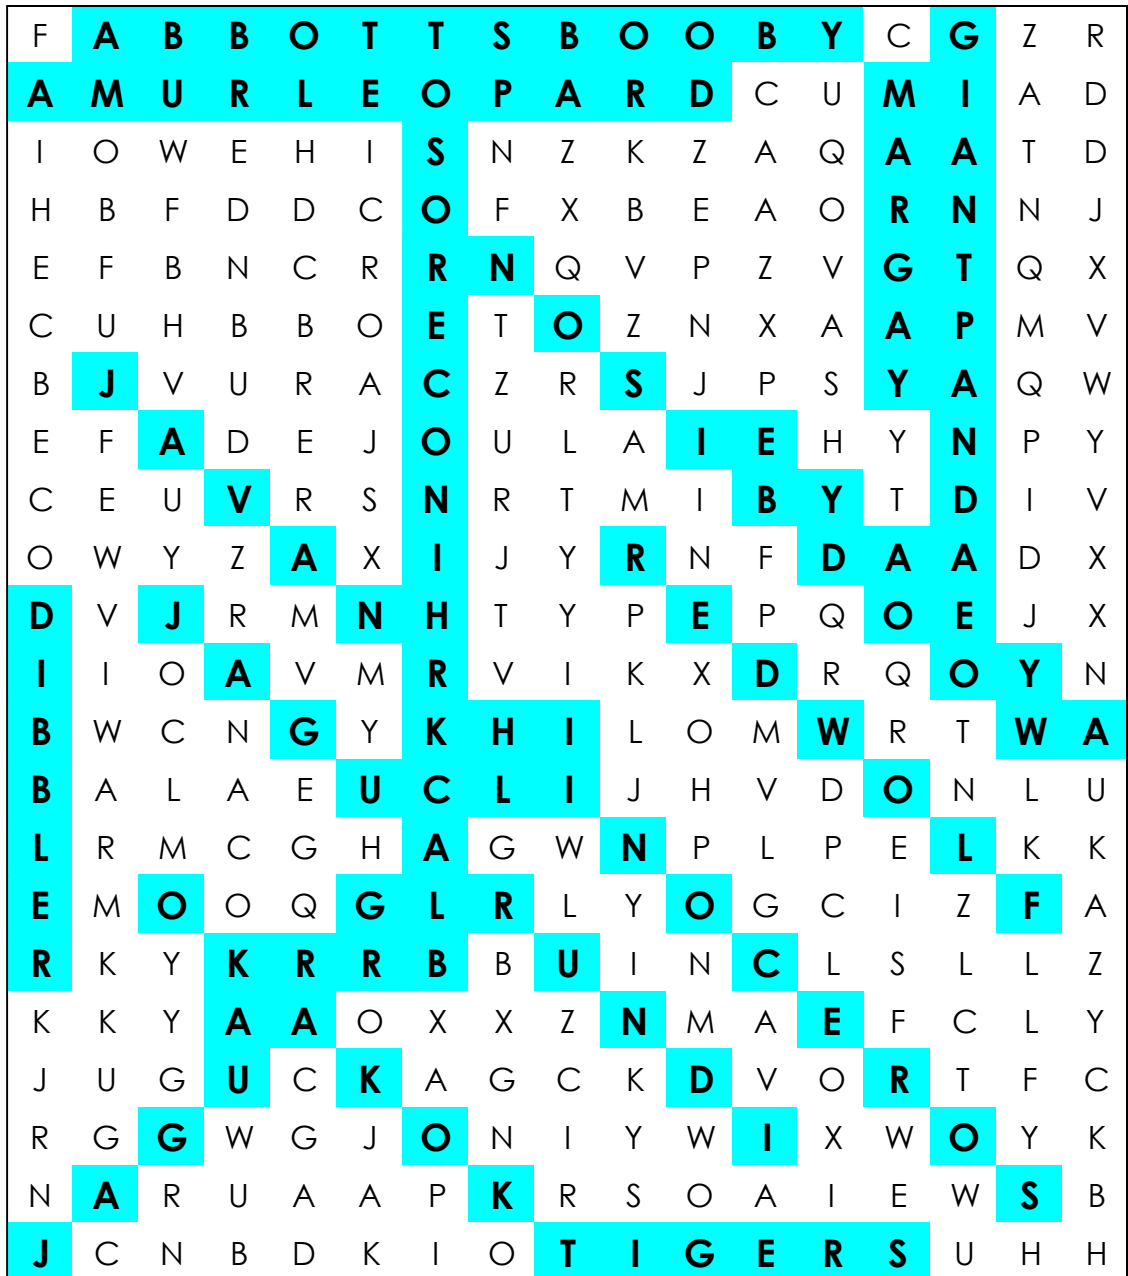 F A B B O T T S B O O B Y C G Z R
A M U R L E O P A R D C U M I A D
I O W E H I S N Z K Z A Q A A T D
H B F D D C O F X B E A O R N N J
E F B N C R R N Q V P Z V G T Q X
C U H B B O E T O Z N X A A P M V
B J V U R A C Z R S J P S Y A Q W
E F A D E J O U L A I E H Y N P Y
C E U V R S N R T M I B Y T D I V
O W Y Z A X I J Y R N F D A A D X
D V J R M N H T Y P E P Q O E J X
I I O A V M R V I K X D R Q O Y N
B W C N G Y K H I L O M W R T W A
B A L A E U C L I J H V D O N L U
L R M C G H A G W N P L P E L K K
E M O O Q G L R L Y O G C I Z F A
R K Y K R R B B U I N C L S L L Z
K K Y A A O X X Z N M A E F C L Y
J U G U C K A G C K D V O R T F C
R G G W G J O N I Y W I X W O Y K
N A R U A A P K R S O A I E W S B
J C N B D K I O T I G E R S U H H